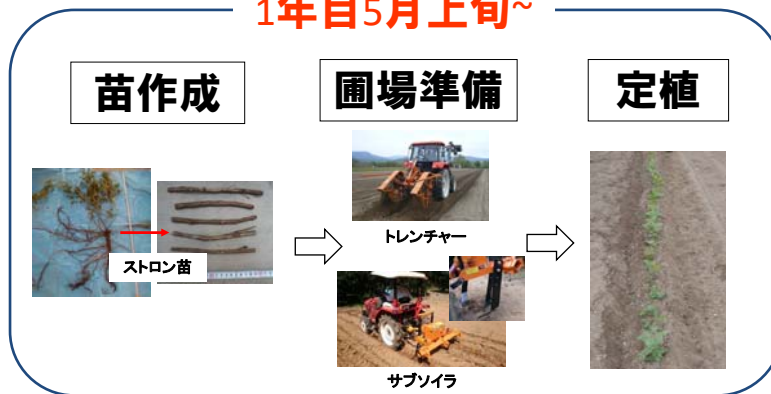 1年目5月上旬~
苗作成
圃場準備
定植
ストロン苗
トレンチャー
サブソイラ